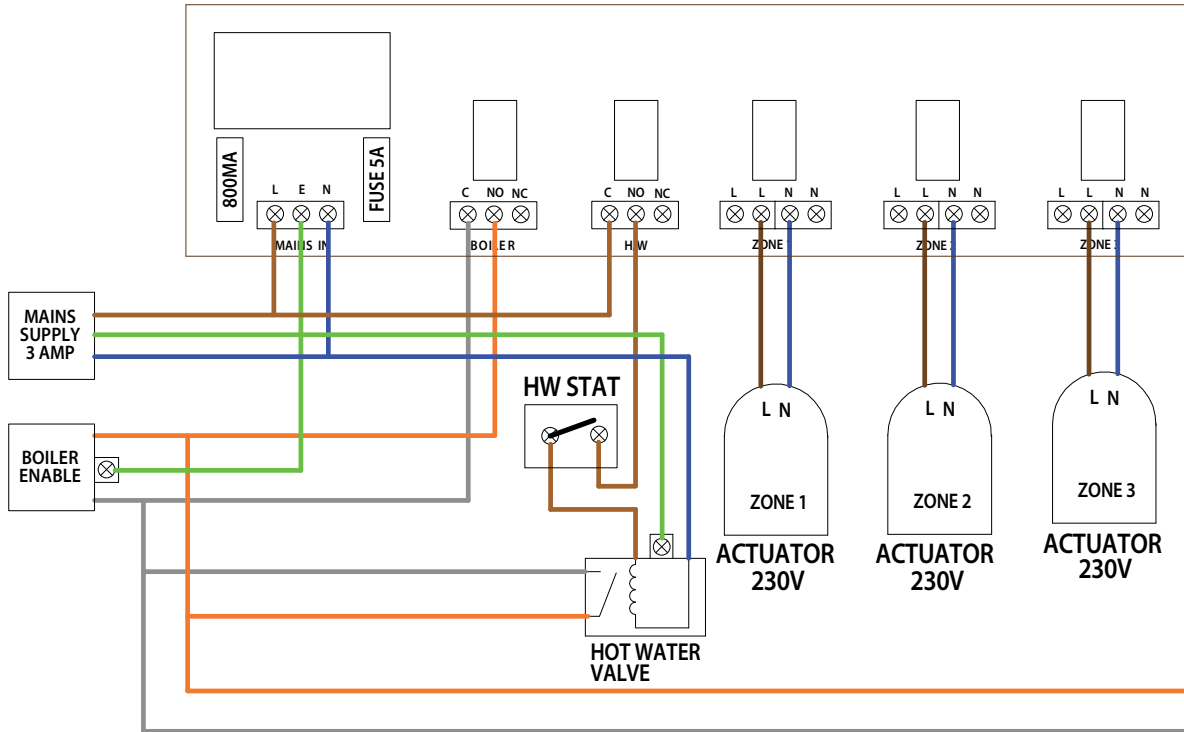 800MA
FUSE 5A
L E N
MAINS IN
C NO NC
BOILER
C NO NC
H/W
L L N N
ZONE 1
L L N N
ZONE 2
L L N N
ZONE 3
MAINS
SUPPLY
3 AMP
BOILER
ENABLE
HW STAT
HOT WATER
VALVE
L N
ZONE 1
ACTUATOR
230V
L N
ZONE 2
ACTUATOR
230V
L N
ZONE 3
ACTUATOR
230V